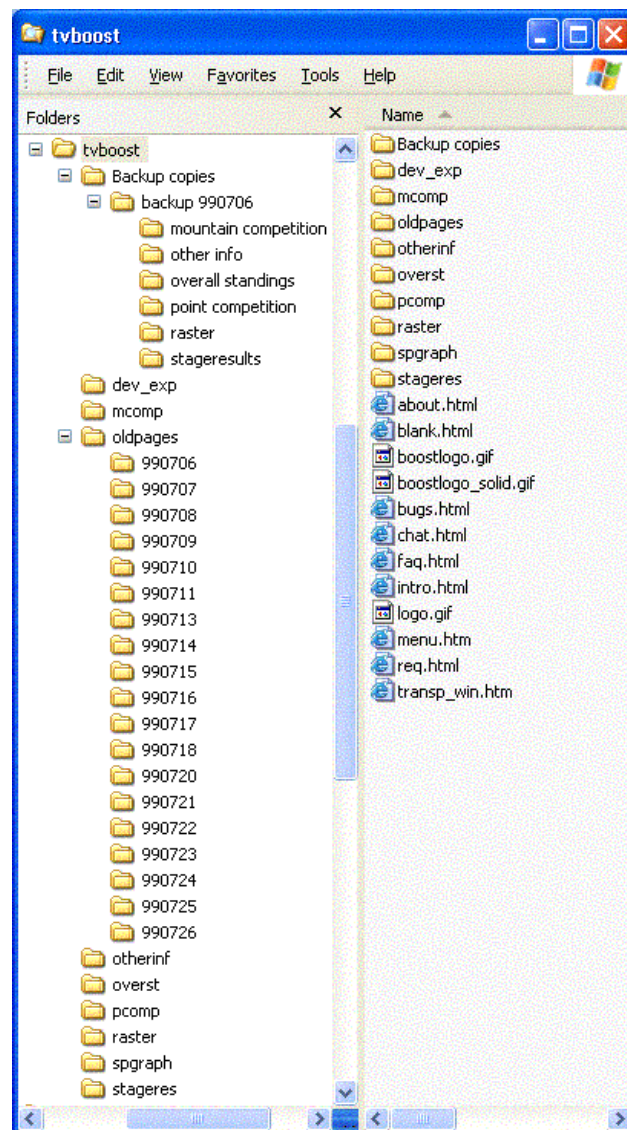 tvboost
File Edit View Favorites Tools Help
Folders
tvboost
Backup copies
backup 990706
mountain competition
other info
overall standings
point competition
raster
stageresults
dev_exp
mcomp
oldpages
990706
990707
990708
990709
990710
990711
990713
990714
990715
990716
990717
990718
990720
990721
990722
990723
990724
990725
990726
otherinf
overst
pcomp
raster
spgraph
stageres
Name
Backup copies
dev_exp
mcomp
oldpages
otherinf
overst
pcomp
raster
spgraph
stageres
about.html
blank.html
boostlogo.gif
boostlogo_solid.gif
bugs.html
chat.html
faq.html
intro.html
logo.gif
menu.htm
req.html
transp_win.htm